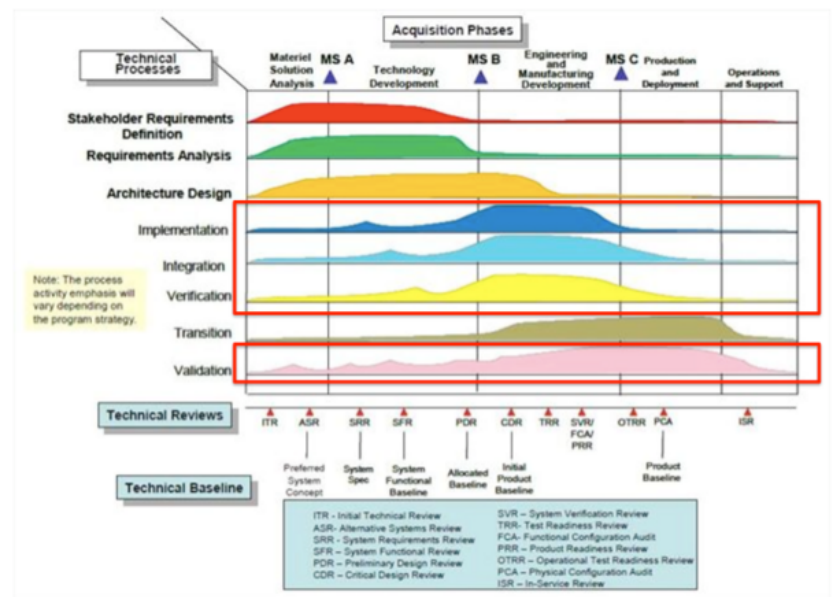 Acquisition Phases
Technical
Processes
Materiel
Solution
Analysis
MS A
Technology
Development
MS B
Engineering
and
Manufacturing
Development
MS C
Production
and
Deployment
Operations
and Support
Stakeholder Requirements
Definition
Requirements Analysis
Architecture Design
Implementation
Integration
Verification
Transition
Validation
Note: The process
activity emphasis will
vary depending on
the program strategy.
Technical Reviews
ITR
ASR
SRR
SFR
PDR
CDR
TRR
SVR/
FCA/
PRR
OTRR
PCA
ISR
Technical Baseline
Preferred
System
Concept
System
Spec
System
Functional
Baseline
Allocated
Baseline
Initial
Product
Baseline
Product
Baseline
ITR - Initial Technical Review
ASR- Alternative Systems Review
SRR - System Requirements Review
SFR – System Functional Review
PDR – Preliminary Design Review
CDR – Critical Design Review
SVR – System Verification Review
TRR- Test Readiness Review
FCA- Functional Configuration Audit
PRR – Product Readiness Review
OTRR – Operational Test Readiness Review
PCA – Physical Configuration Audit
ISR – In-Service Review